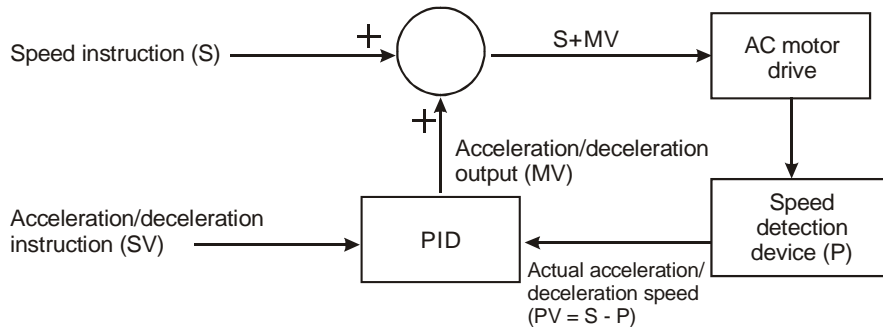 Speed instruction (S)
+
S+MV
AC motor
drive
+
Acceleration/deceleration
output (MV)
Acceleration/deceleration
instruction (SV)
PID
Speed
detection
device (P)
Actual acceleration/
deceleration speed
(PV = S - P)